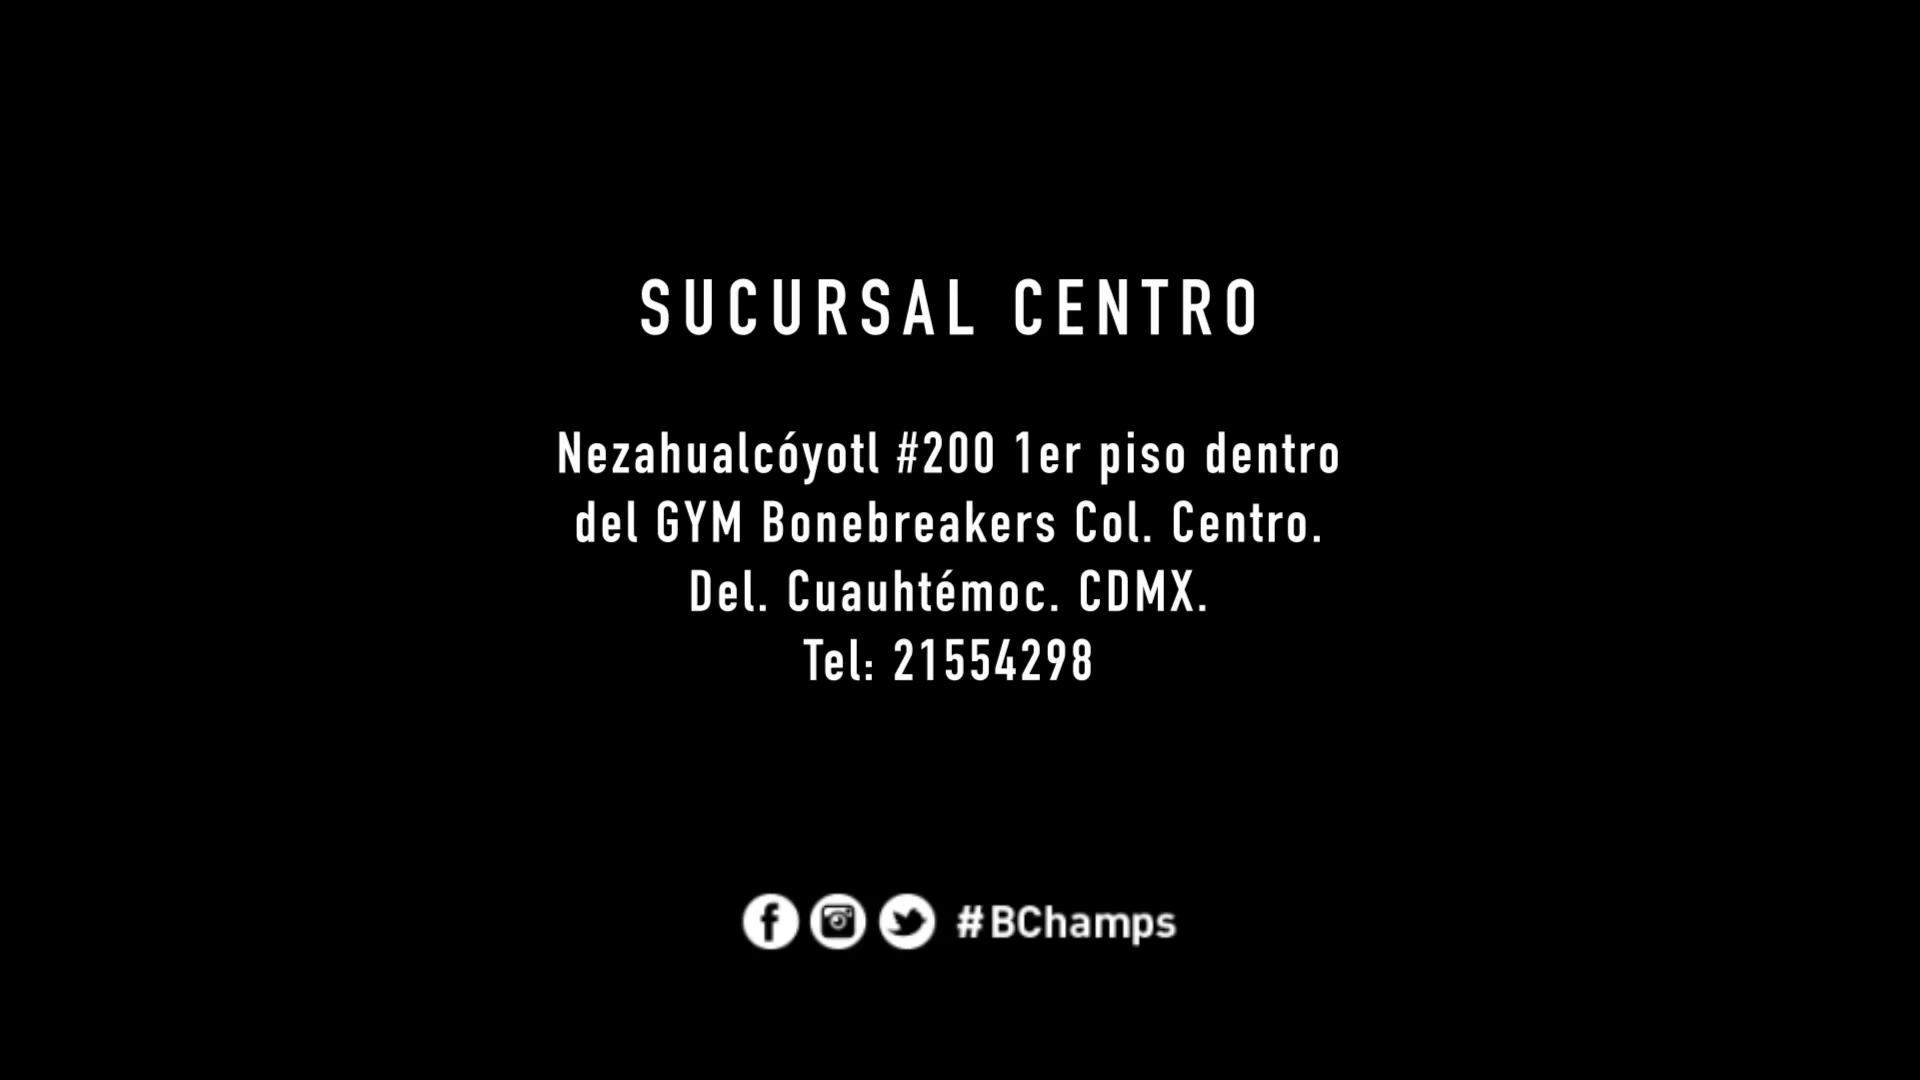 SUCURSAL CENTRO
Nezahualcóyotl #200 1er piso dentro
del GYM Bonebreakers Col. Centro.
Del. Cuauhtémoc. CDMX.
Tel: 21554298
#BChamps